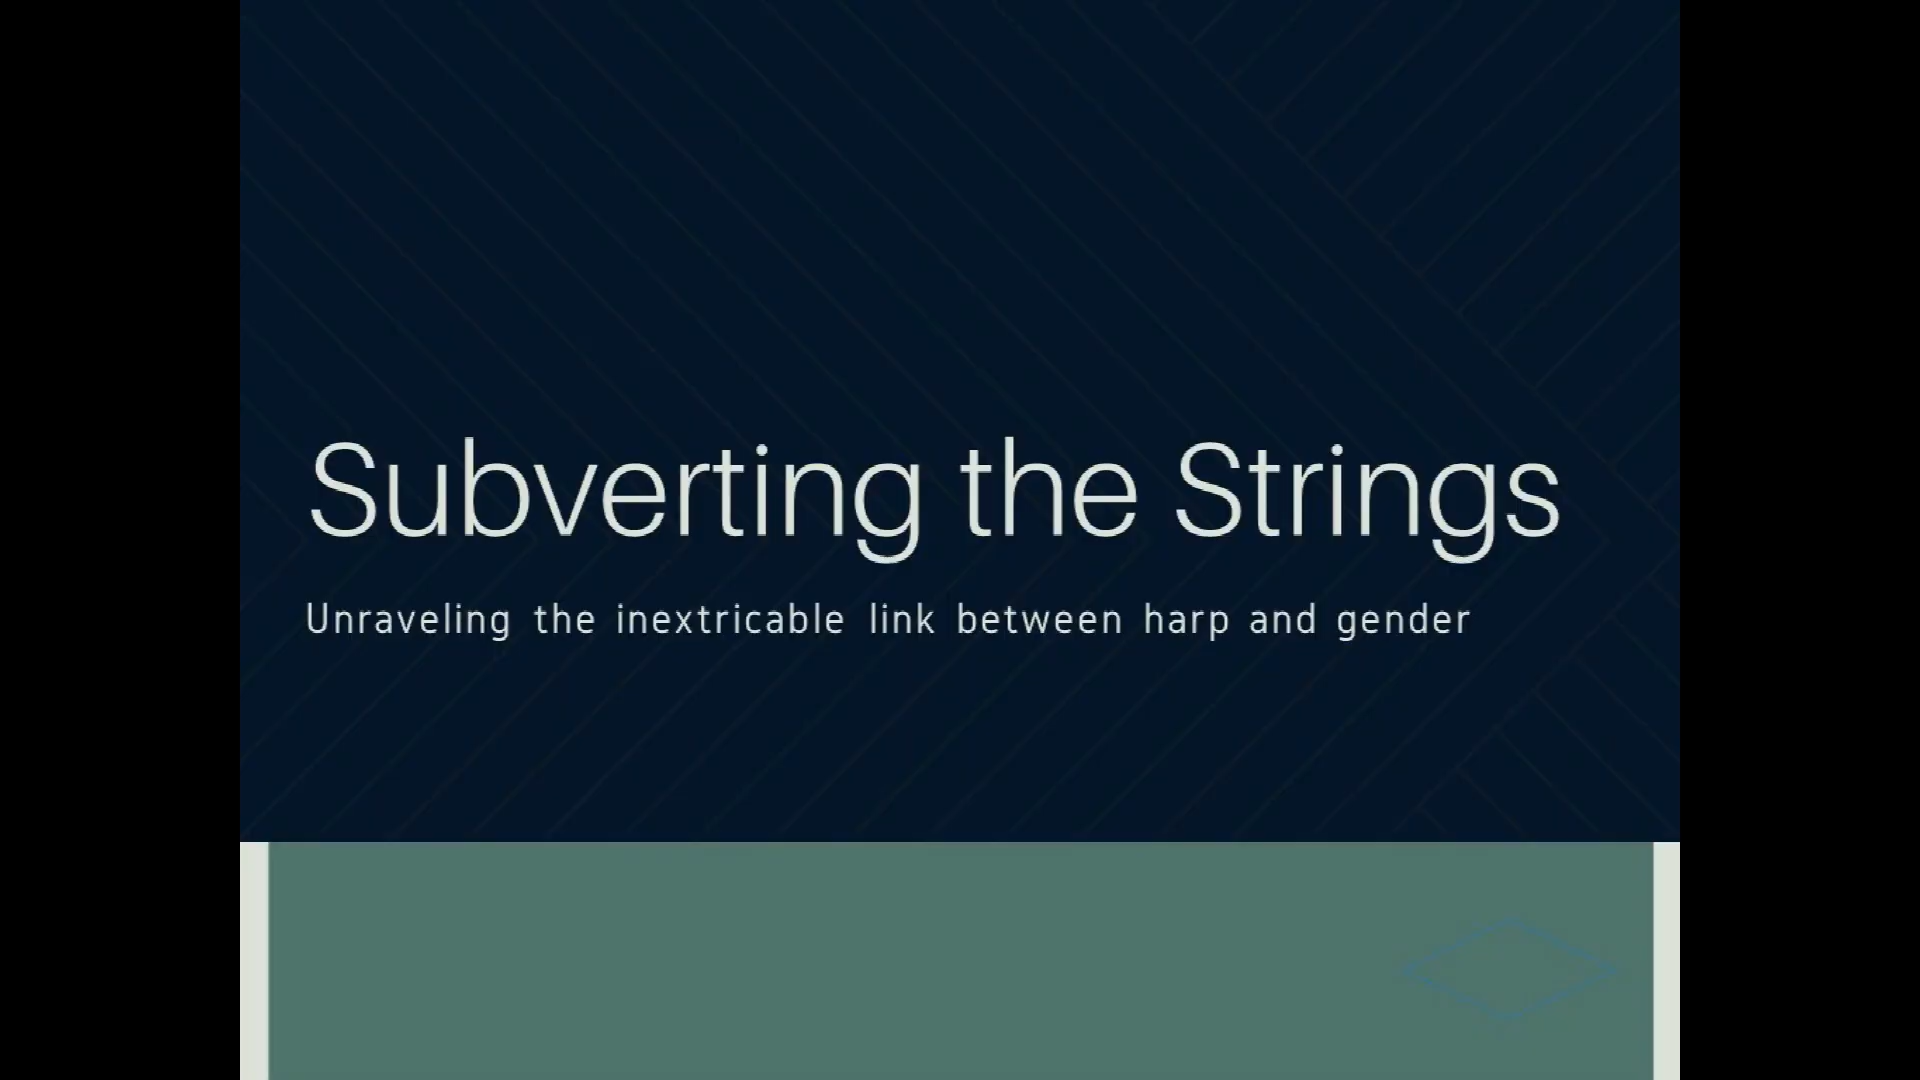 Subverting the Strings
Unraveling the inextricable link between harp and gender